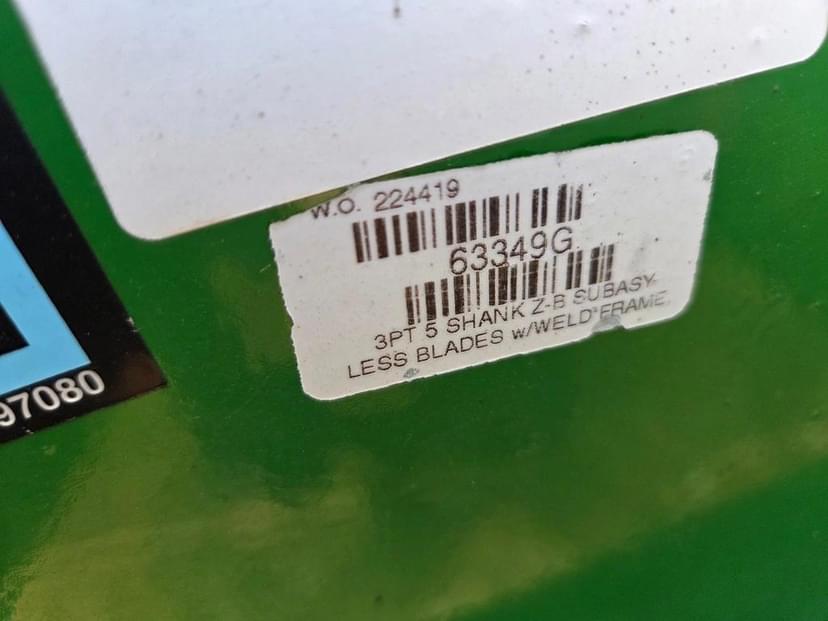 W.O. 224419
63349G
3PT 5 SHANK Z-B SUBASY
LESS BLADES w/WELD FRAME
97080